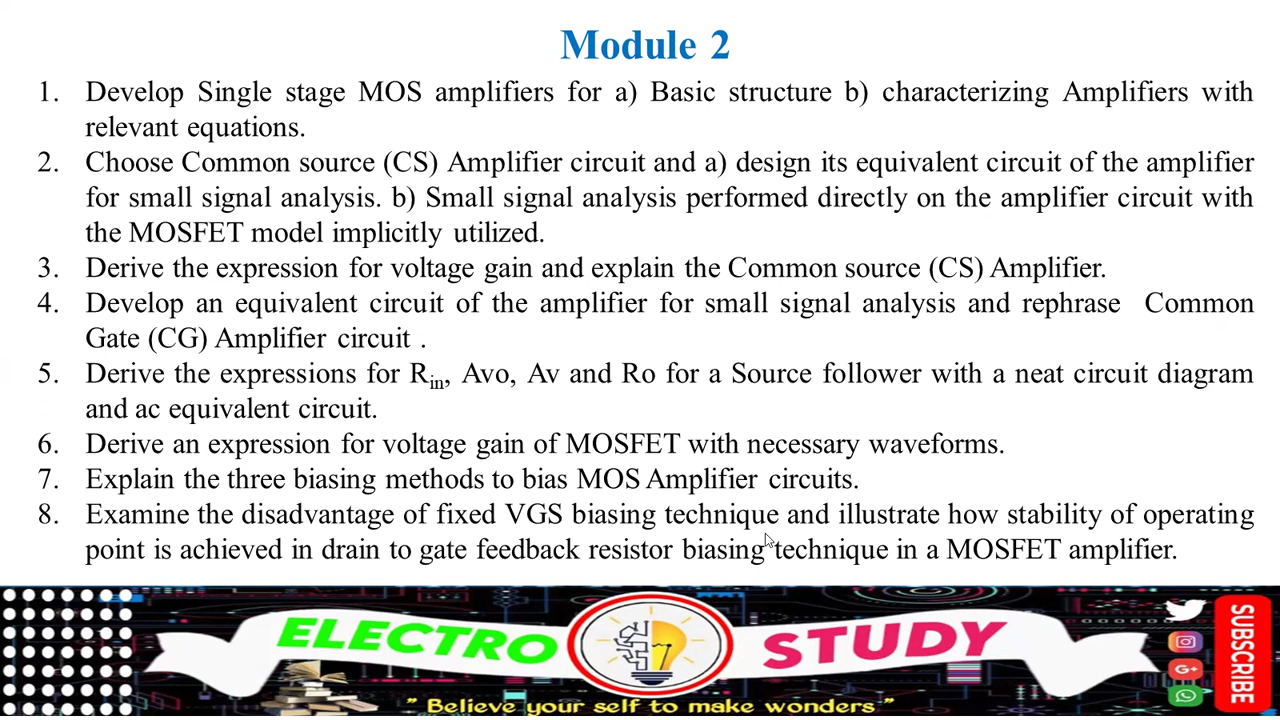 Module 2
1. Develop Single stage MOS amplifiers for a) Basic structure b) characterizing Amplifiers with
relevant equations.
2. Choose Common source (CS) Amplifier circuit and a) design its equivalent circuit of the amplifier
for small signal analysis. b) Small signal analysis performed directly on the amplifier circuit with
the MOSFET model implicitly utilized.
3. Derive the expression for voltage gain and explain the Common source (CS) Amplifier.
4. Develop an equivalent circuit of the amplifier for small signal analysis and rephrase Common
Gate (CG) Amplifier circuit .
5. Derive the expressions for Rin, Avo, Av and Ro for a Source follower with a neat circuit diagram
and ac equivalent circuit.
6. Derive an expression for voltage gain of MOSFET with necessary waveforms.
7. Explain the three biasing methods to bias MOS Amplifier circuits.
8. Examine the disadvantage of fixed VGS biasing technique and illustrate how stability of operating
point is achieved in drain to gate feedback resistor biasing technique in a MOSFET amplifier.
ELECTRO STUDY
" Believe your self to make wonders "
G+
SUBSCRIBE